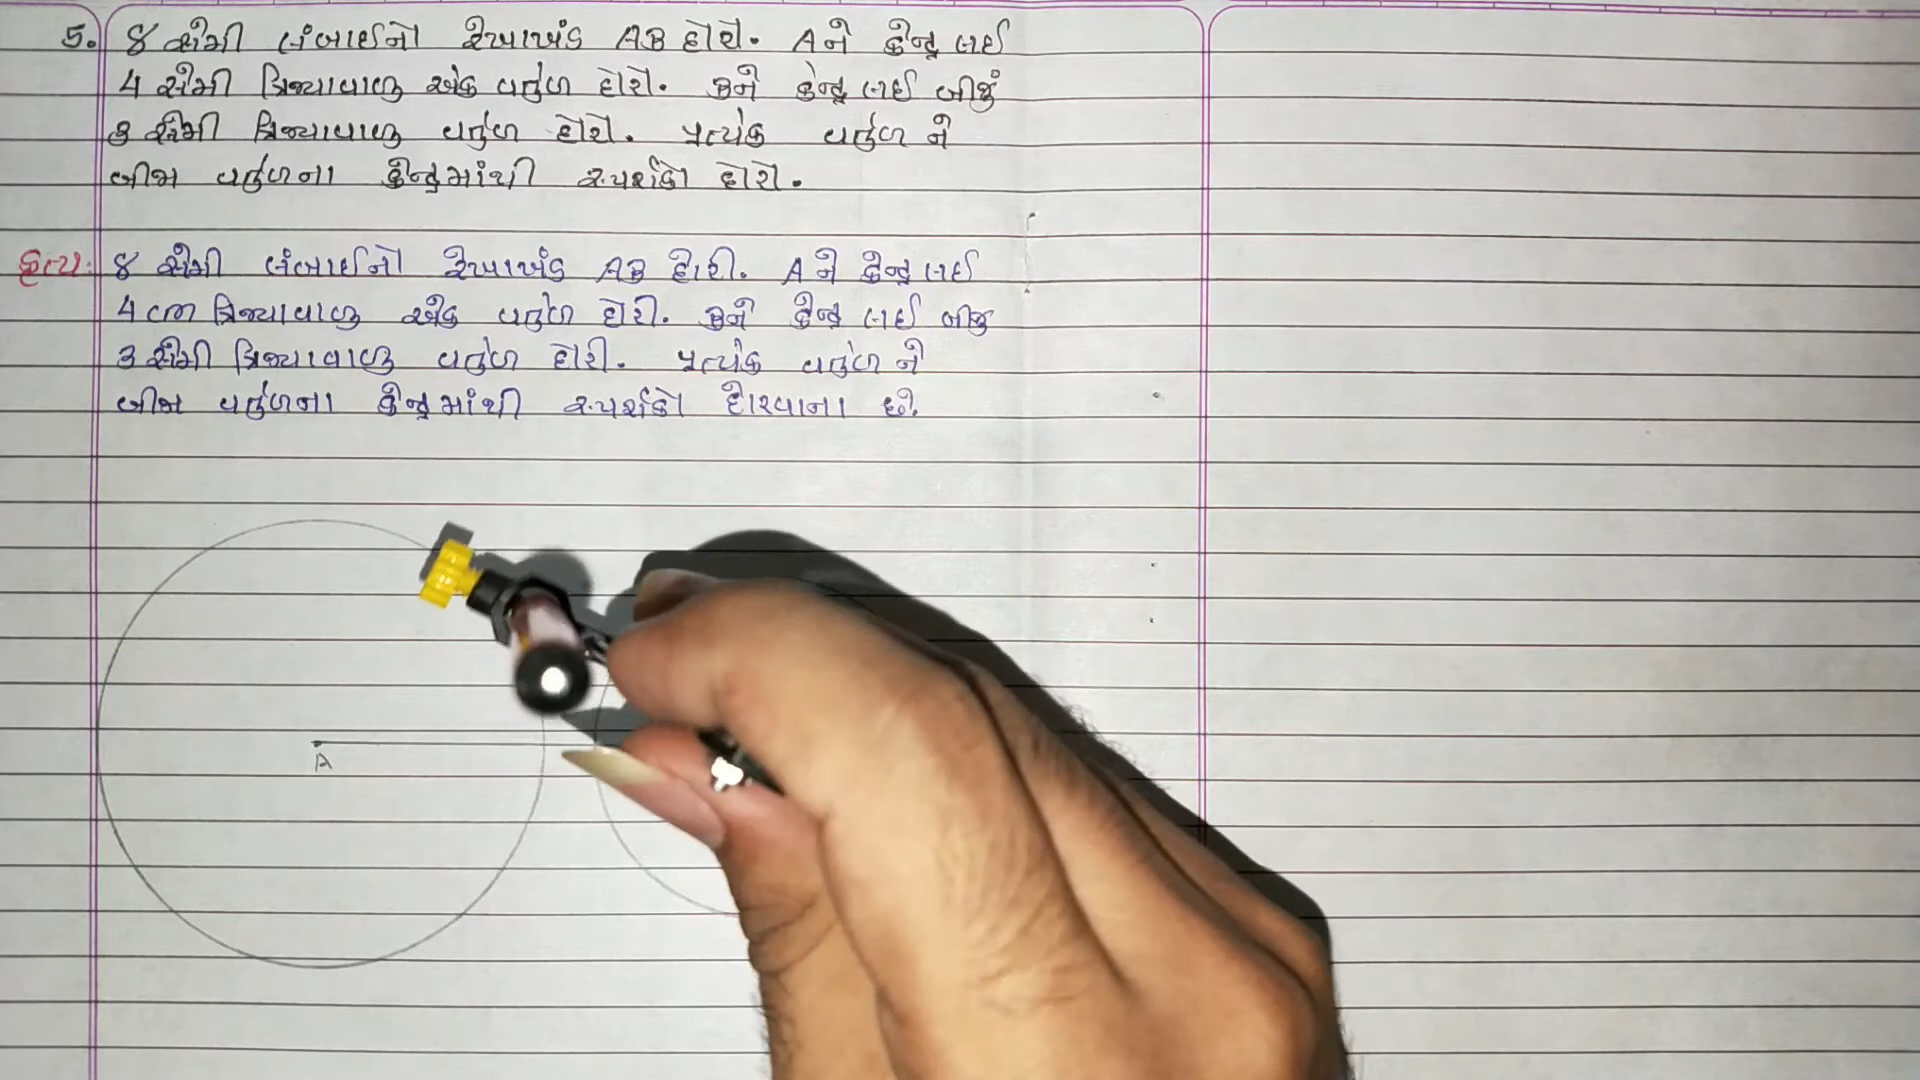 5. 8 સેમી લંબાઈનો રેખાખંડ AB દોરો. A ને કેન્દ્ર લઈ
4 સેમી ત્રિજ્યાવાળુ એક વર્તુળ દોરો. B ને કેન્દ્ર લઈ બીજું
3 સેમી ત્રિજ્યાવાળુ વર્તુળ દોરો. પ્રત્યેક વર્તુળ ને
બીજા વર્તુળના કેન્દ્રમાંથી સ્પર્શકો દોરો.
કૃત્ય: 8 સેમી લંબાઈનો રેખાખંડ AB દોરી. A ને કેન્દ્ર લઈ
4 cm ત્રિજ્યાવાળુ એક વર્તુળ દોરી. B ને કેન્દ્ર લઈ બીજુ
3 સેમી ત્રિજ્યાવાળુ વર્તુળ દોરી. પ્રત્યેક વર્તુળ ને
બીજા વર્તુળના કેન્દ્રમાંથી સ્પર્શકો દોરવાના છે.
A